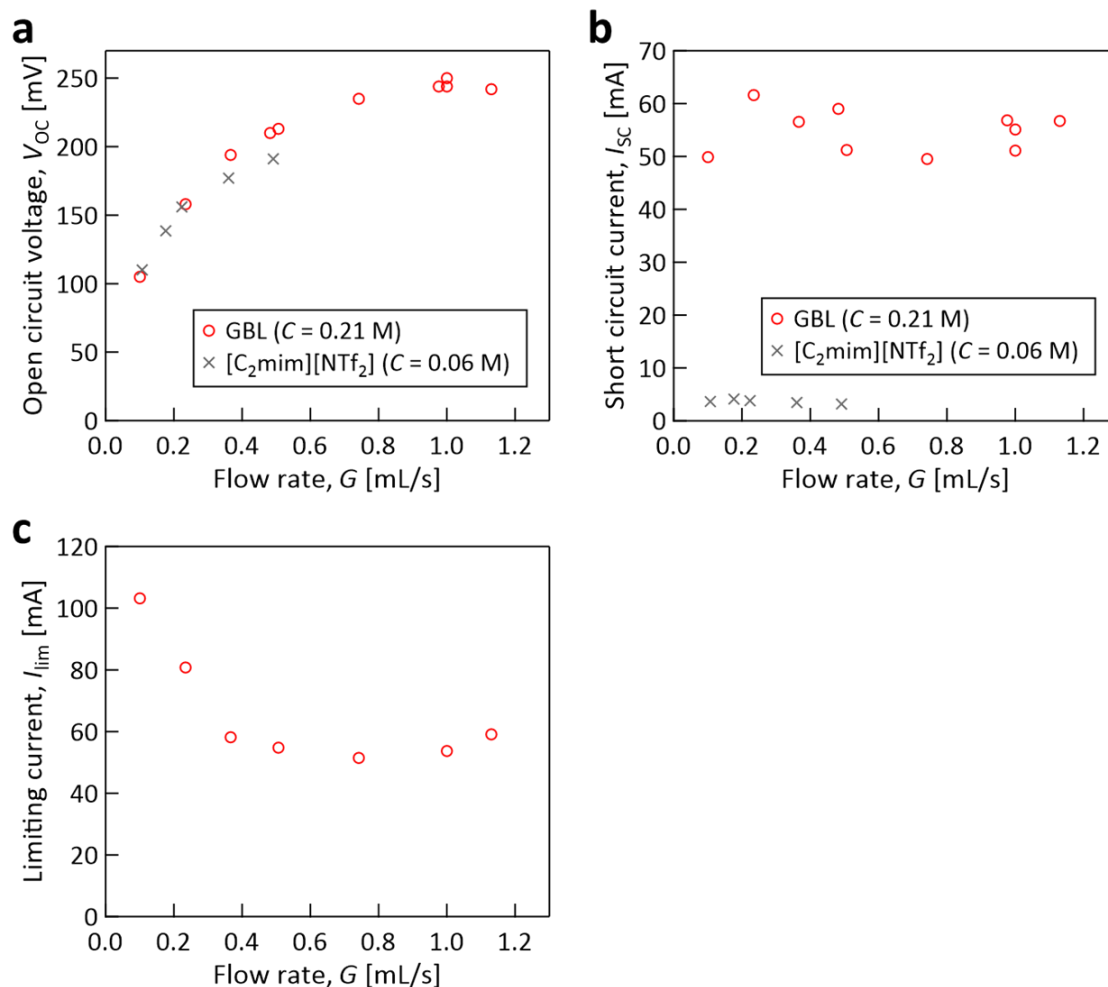 a
Open circuit voltage, V_OC [mV]
250
200
150
100
50
0
GBL (C = 0.21 M)
[C₂mim][NTf₂] (C = 0.06 M)
0.0 0.2 0.4 0.6 0.8 1.0 1.2
Flow rate, G [mL/s]
b
Short circuit current, I_SC [mA]
70
60
50
40
30
20
10
0
GBL (C = 0.21 M)
[C₂mim][NTf₂] (C = 0.06 M)
0.0 0.2 0.4 0.6 0.8 1.0 1.2
Flow rate, G [mL/s]
c
Limiting current, I_lim [mA]
120
100
80
60
40
20
0
0.0 0.2 0.4 0.6 0.8 1.0 1.2
Flow rate, G [mL/s]